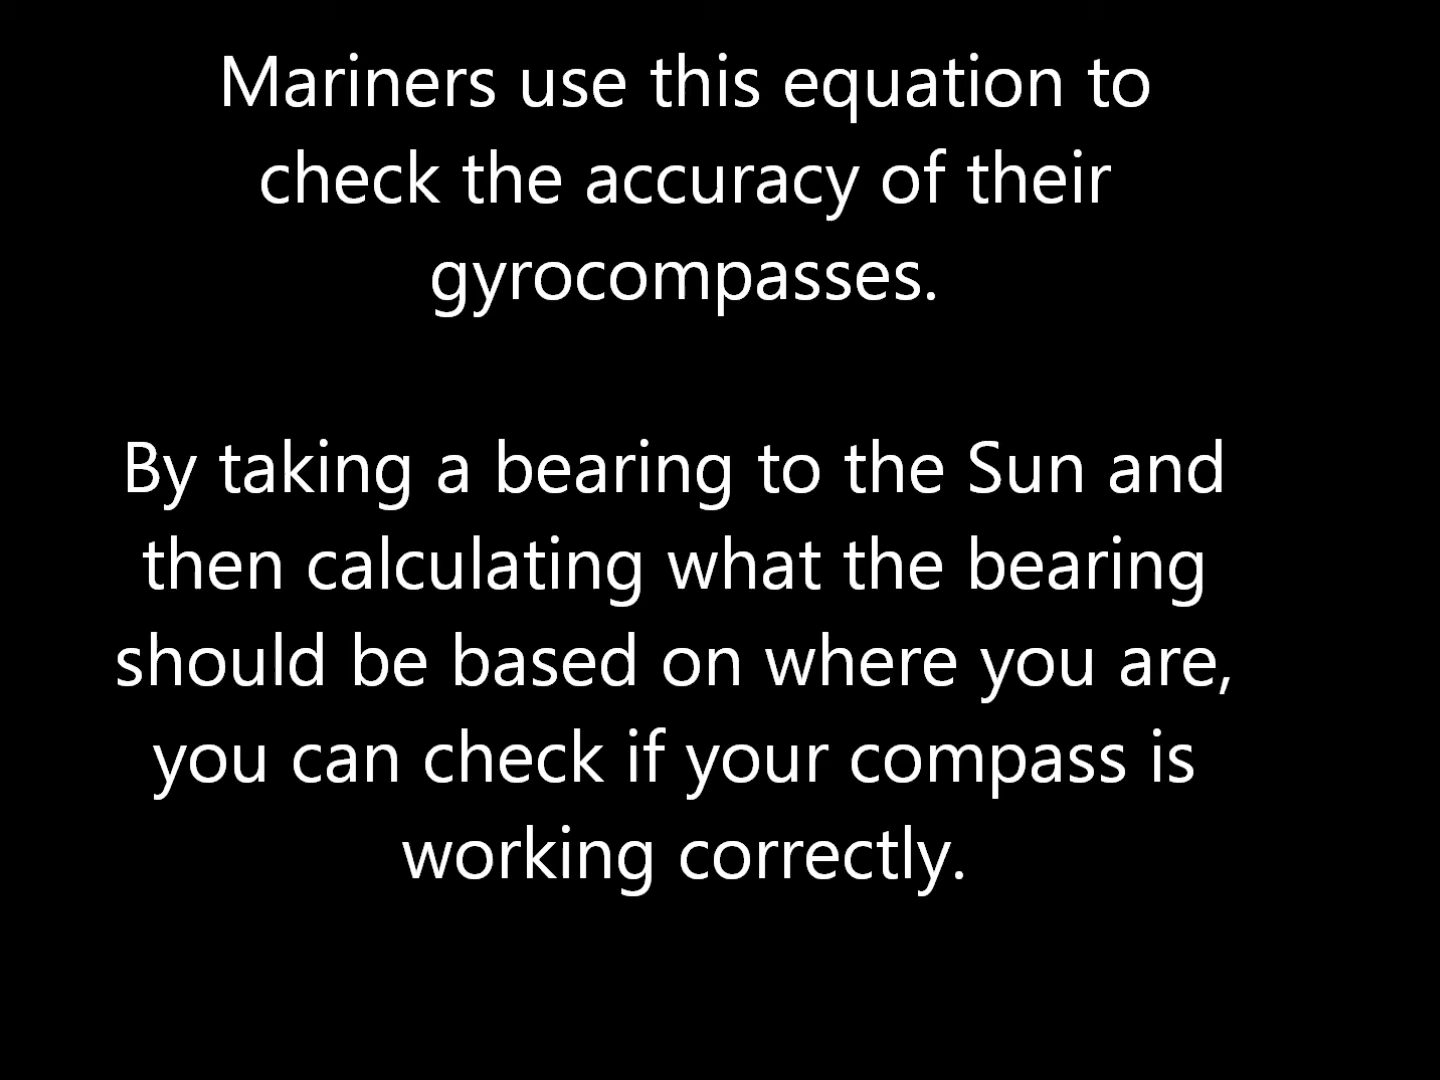 Mariners use this equation to
check the accuracy of their
gyrocompasses.
By taking a bearing to the Sun and
then calculating what the bearing
should be based on where you are,
you can check if your compass is
working correctly.